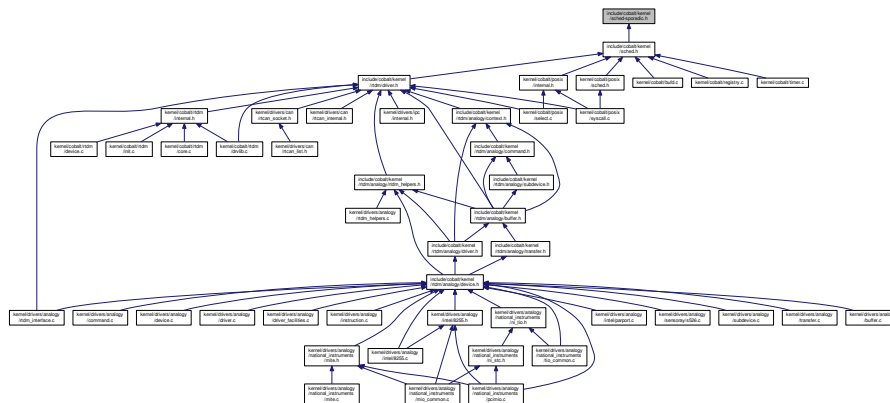 include/cobalt/kernel
/sched-sporadic.h
include/cobalt/kernel
/sched.h
include/cobalt/kernel
/rtdm/driver.h
kernel/cobalt/posix
/internal.h
kernel/cobalt/posix
/sched.c
kernel/cobalt/build.c
kernel/cobalt/registry.c
kernel/cobalt/timer.c
kernel/cobalt/rtdm
/internal.h
kernel/drivers/can
/rtcan_socket.h
kernel/drivers/can
/rtcan_internal.h
kernel/drivers/ipc
/internal.h
include/cobalt/kernel
/rtdm/analogy/context.h
kernel/cobalt/posix
/select.c
kernel/cobalt/posix
/syscall.c
kernel/cobalt/rtdm
/device.c
kernel/cobalt/rtdm
/init.c
kernel/cobalt/rtdm
/core.c
kernel/cobalt/rtdm
/drvlib.c
kernel/drivers/can
/rtcan_list.h
include/cobalt/kernel
/rtdm/analogy/command.h
include/cobalt/kernel
/rtdm/analogy/rtdm_helpers.h
include/cobalt/kernel
/rtdm/analogy/subdevice.h
kernel/drivers/analogy
/rtdm_helpers.c
include/cobalt/kernel
/rtdm/analogy/buffer.h
include/cobalt/kernel
/rtdm/analogy/driver.h
include/cobalt/kernel
/rtdm/analogy/transfer.h
include/cobalt/kernel
/rtdm/analogy/device.h
kernel/drivers/analogy
/rtdm_interface.c
kernel/drivers/analogy
/command.c
kernel/drivers/analogy
/device.c
kernel/drivers/analogy
/driver.c
kernel/drivers/analogy
/driver_facilities.c
kernel/drivers/analogy
/instruction.c
kernel/drivers/analogy
/intel/8255.h
kernel/drivers/analogy
/national_instruments
/ni_tio.h
kernel/drivers/analogy
/intel/parport.c
kernel/drivers/analogy
/sensoray/s526.c
kernel/drivers/analogy
/subdevice.c
kernel/drivers/analogy
/transfer.c
kernel/drivers/analogy
/buffer.c
kernel/drivers/analogy
/national_instruments
/mite.h
kernel/drivers/analogy
/intel/8255.c
kernel/drivers/analogy
/national_instruments
/ni_stc.h
kernel/drivers/analogy
/national_instruments
/tio_common.c
kernel/drivers/analogy
/national_instruments
/mite.c
kernel/drivers/analogy
/national_instruments
/mio_common.c
kernel/drivers/analogy
/national_instruments
/pcimio.c